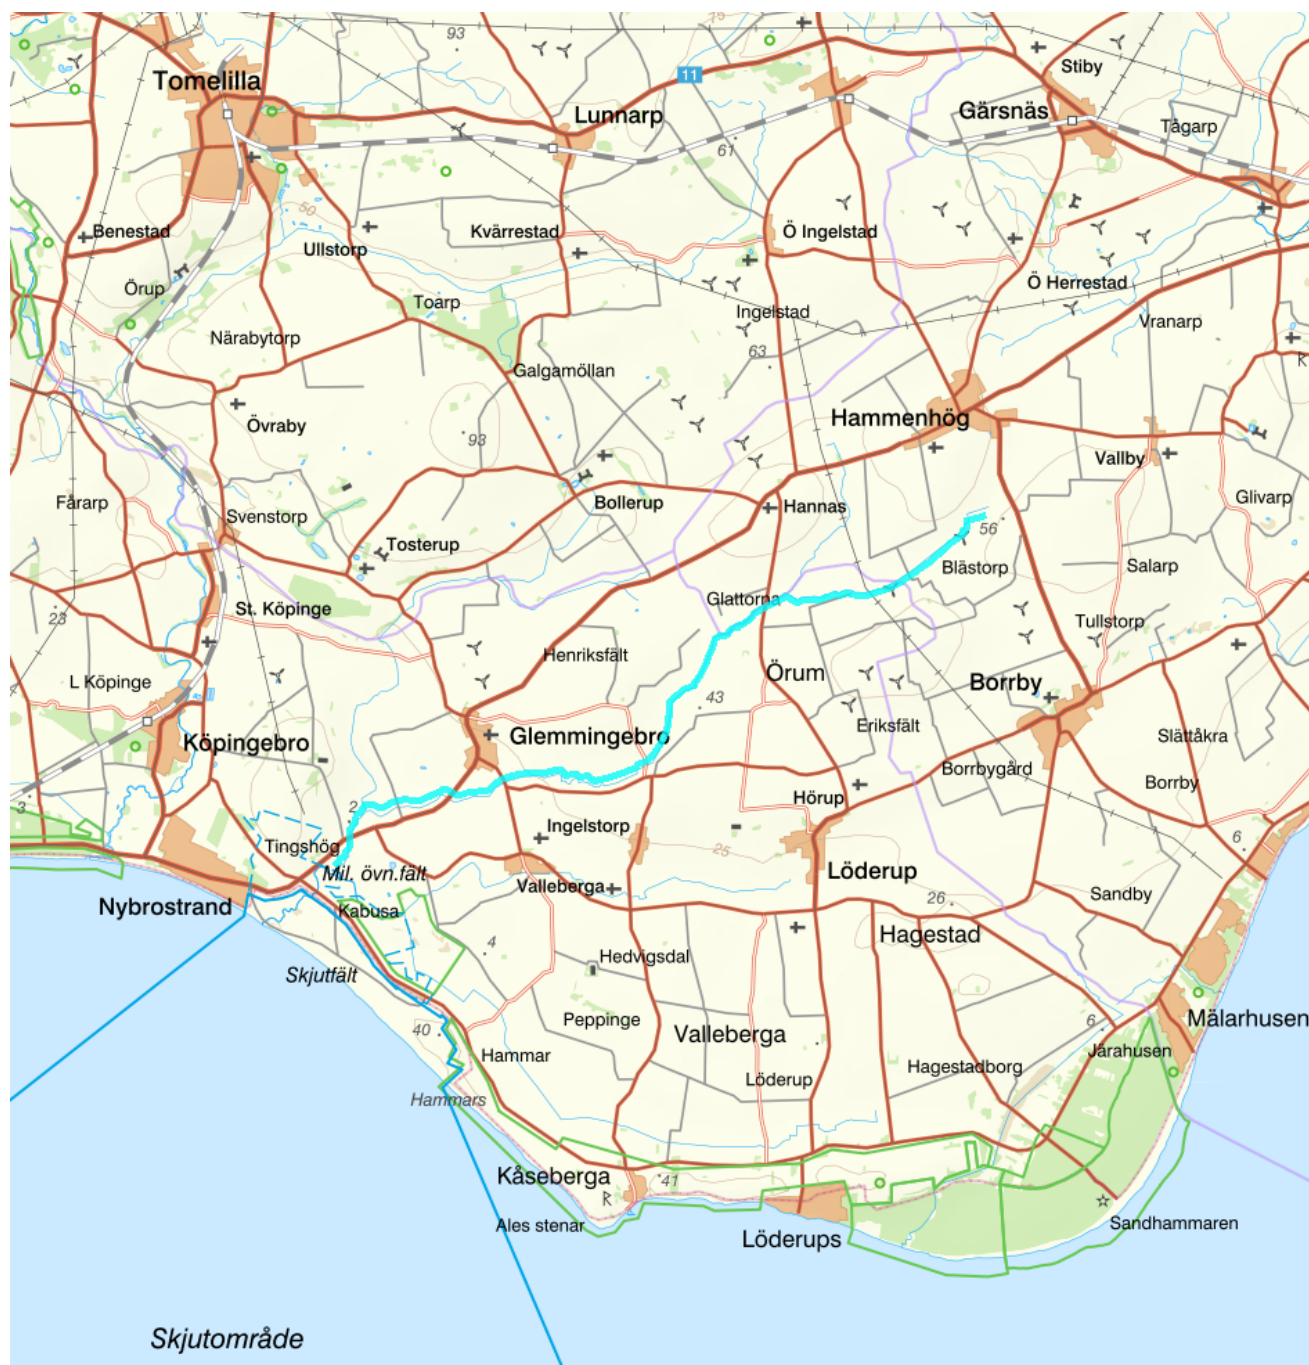 75
93
Stiby
Tomelilla
11
Lunnarp
Gärsnäs
Tågarp
61
50
Benestad
Ullstorp
Kvärrestad
Ö Ingelstad
Örup
Toarp
Ö Herrestad
Ingelstad
Vranarp
Närabytorp
63
Galgamöllan
Övraby
93
Hammenhög
Vallby
Fårarp
Svenstorp
Bollerup
Hannas
Glivarp
56
Tosterup
Blästorp
Salarp
23
St. Köpinge
Glattorna
Tullstorp
Henriksfält
L Köpinge
Örum
Borrby
43
Köpingebro
Glemmingebro
Eriksfält
Slättåkra
Borrbygård
Borrby
3
2
Hörup
Tingshög
Ingelstorp
25
6
Mil. övn.fält
Valleberga
Löderup
Nybrostrand
Kabusa
26
Sandby
4
Hagestad
Skjutfält
Hedvigsdal
Peppinge
Valleberga
6
Mälarhusen
40
Hammar
Löderup
Hagestadborg
Järahusen
Hammars
Kåseberga
41
Ales stenar
Löderups
Sandhammaren
Skjutområde